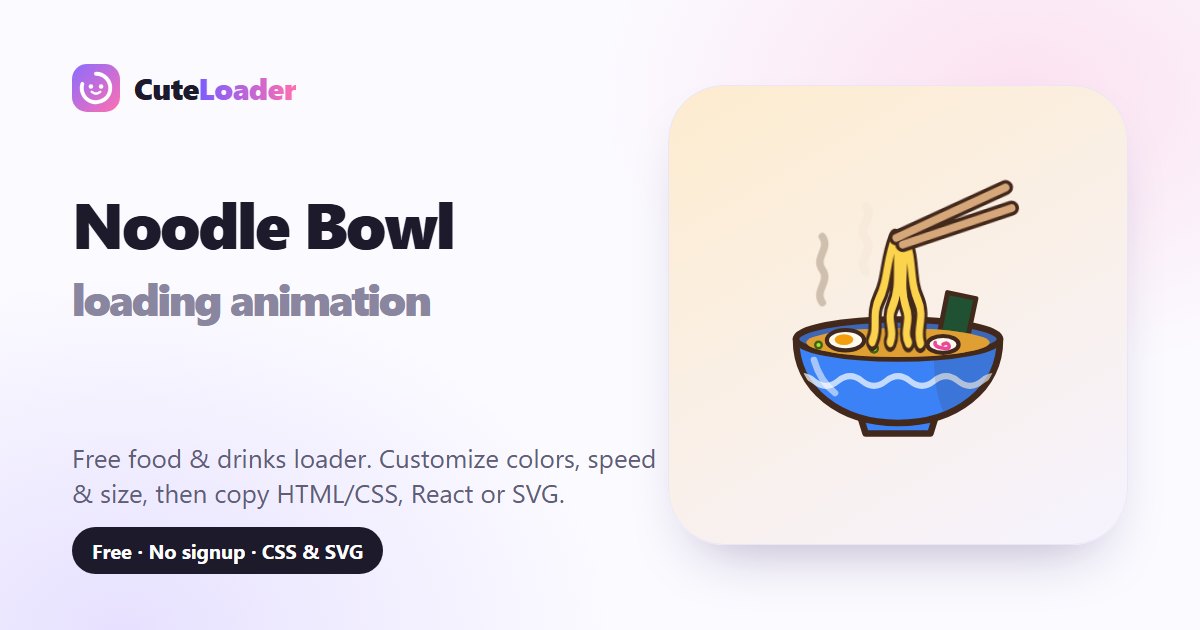 CuteLoader
Noodle Bowl
loading animation
Free food & drinks loader. Customize colors, speed
& size, then copy HTML/CSS, React or SVG.
Free · No signup · CSS & SVG